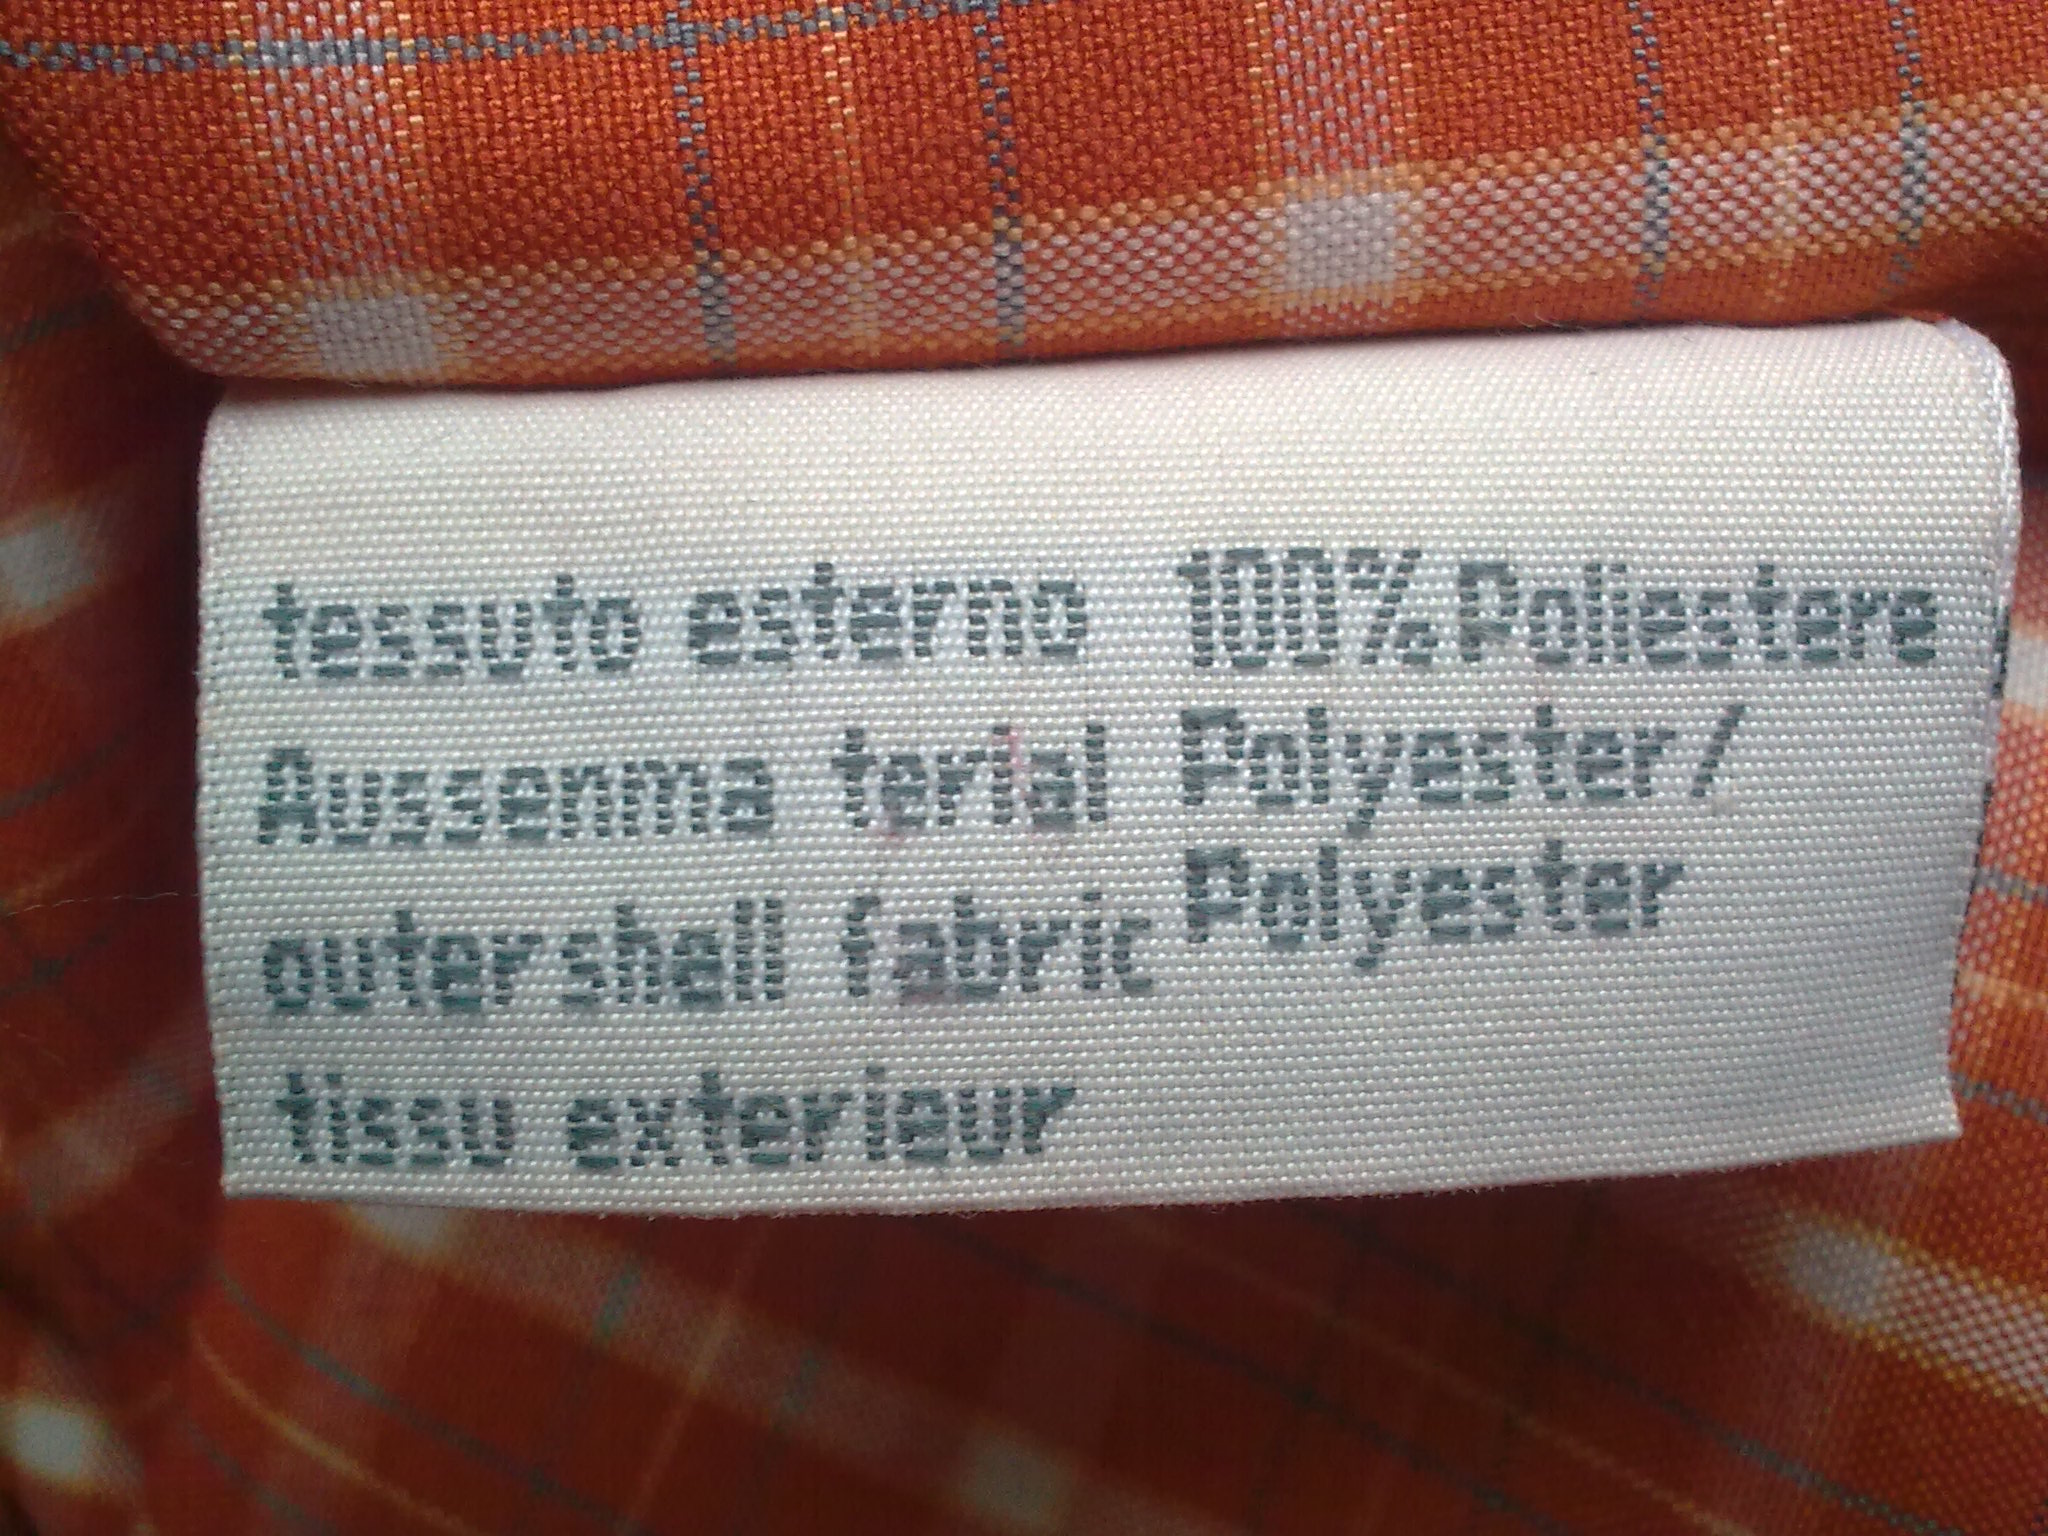 tessuto esterno 100% Poliestere
Aussenma terial Polyester/
outershell fabric Polyester
tissu exterieur